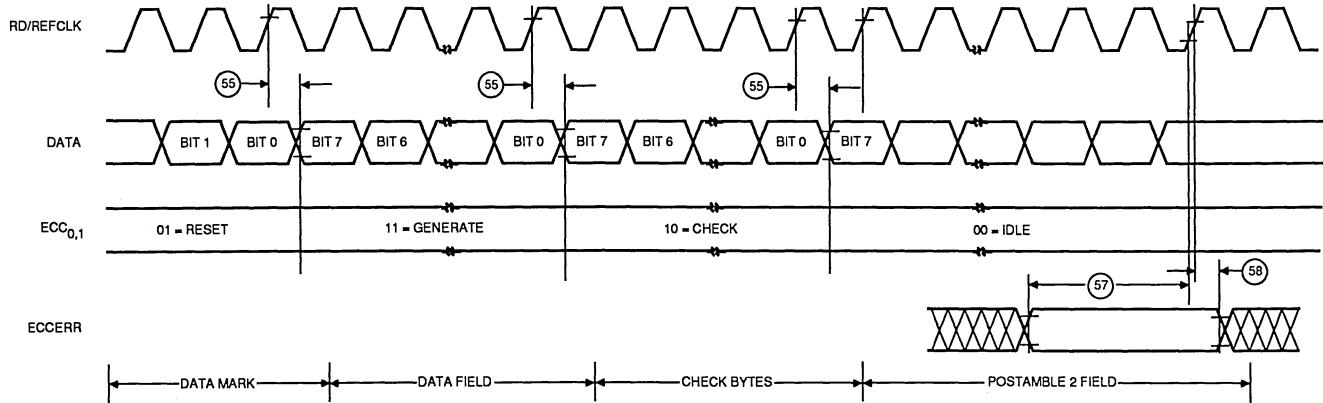 RD/REFCLK
55 55 55
DATA BIT 1 BIT 0 BIT 7 BIT 6 BIT 0 BIT 7 BIT 6 BIT 0 BIT 7
ECC0,1 01 = RESET 11 = GENERATE 10 = CHECK 00 = IDLE
57 58
ECCERR
DATA MARK DATA FIELD CHECK BYTES POSTAMBLE 2 FIELD